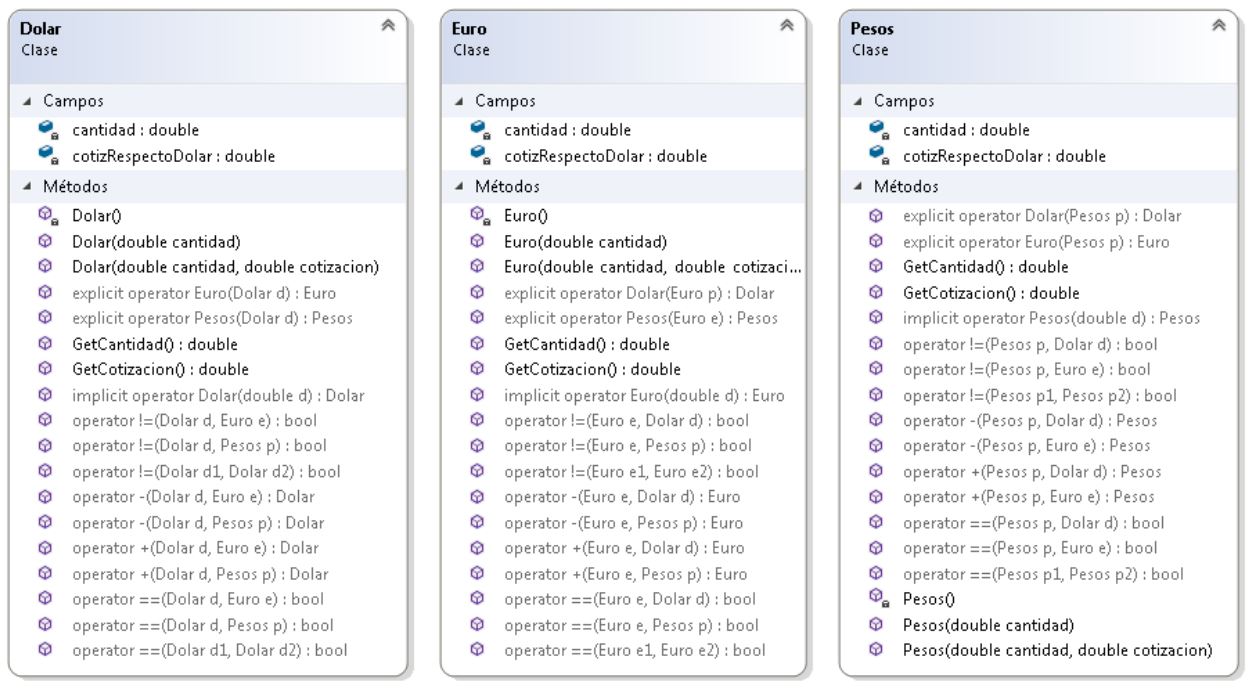 Dolar
Clase
Campos
cantidad : double
cotizRespectoDolar : double
Métodos
Dolar()
Dolar(double cantidad)
Dolar(double cantidad, double cotizacion)
explicit operator Euro(Dolar d) : Euro
explicit operator Pesos(Dolar d) : Pesos
GetCantidad() : double
GetCotizacion() : double
implicit operator Dolar(double d) : Dolar
operator !=(Dolar d, Euro e) : bool
operator !=(Dolar d, Pesos p) : bool
operator !=(Dolar d1, Dolar d2) : bool
operator -(Dolar d, Euro e) : Dolar
operator -(Dolar d, Pesos p) : Dolar
operator +(Dolar d, Euro e) : Dolar
operator +(Dolar d, Pesos p) : Dolar
operator ==(Dolar d, Euro e) : bool
operator ==(Dolar d, Pesos p) : bool
operator ==(Dolar d1, Dolar d2) : bool
Euro
Clase
Campos
cantidad : double
cotizRespectoDolar : double
Métodos
Euro()
Euro(double cantidad)
Euro(double cantidad, double cotizaci...
explicit operator Dolar(Euro p) : Dolar
explicit operator Pesos(Euro e) : Pesos
GetCantidad() : double
GetCotizacion() : double
implicit operator Euro(double d) : Euro
operator !=(Euro e, Dolar d) : bool
operator !=(Euro e, Pesos p) : bool
operator !=(Euro e1, Euro e2) : bool
operator -(Euro e, Dolar d) : Euro
operator -(Euro e, Pesos p) : Euro
operator +(Euro e, Dolar d) : Euro
operator +(Euro e, Pesos p) : Euro
operator ==(Euro e, Dolar d) : bool
operator ==(Euro e, Pesos p) : bool
operator ==(Euro e1, Euro e2) : bool
Pesos
Clase
Campos
cantidad : double
cotizRespectoDolar : double
Métodos
explicit operator Dolar(Pesos p) : Dolar
explicit operator Euro(Pesos p) : Euro
GetCantidad() : double
GetCotizacion() : double
implicit operator Pesos(double d) : Pesos
operator !=(Pesos p, Dolar d) : bool
operator !=(Pesos p, Euro e) : bool
operator !=(Pesos p1, Pesos p2) : bool
operator -(Pesos p, Dolar d) : Pesos
operator -(Pesos p, Euro e) : Pesos
operator +(Pesos p, Dolar d) : Pesos
operator +(Pesos p, Euro e) : Pesos
operator ==(Pesos p, Dolar d) : bool
operator ==(Pesos p, Euro e) : bool
operator ==(Pesos p1, Pesos p2) : bool
Pesos()
Pesos(double cantidad)
Pesos(double cantidad, double cotizacion)